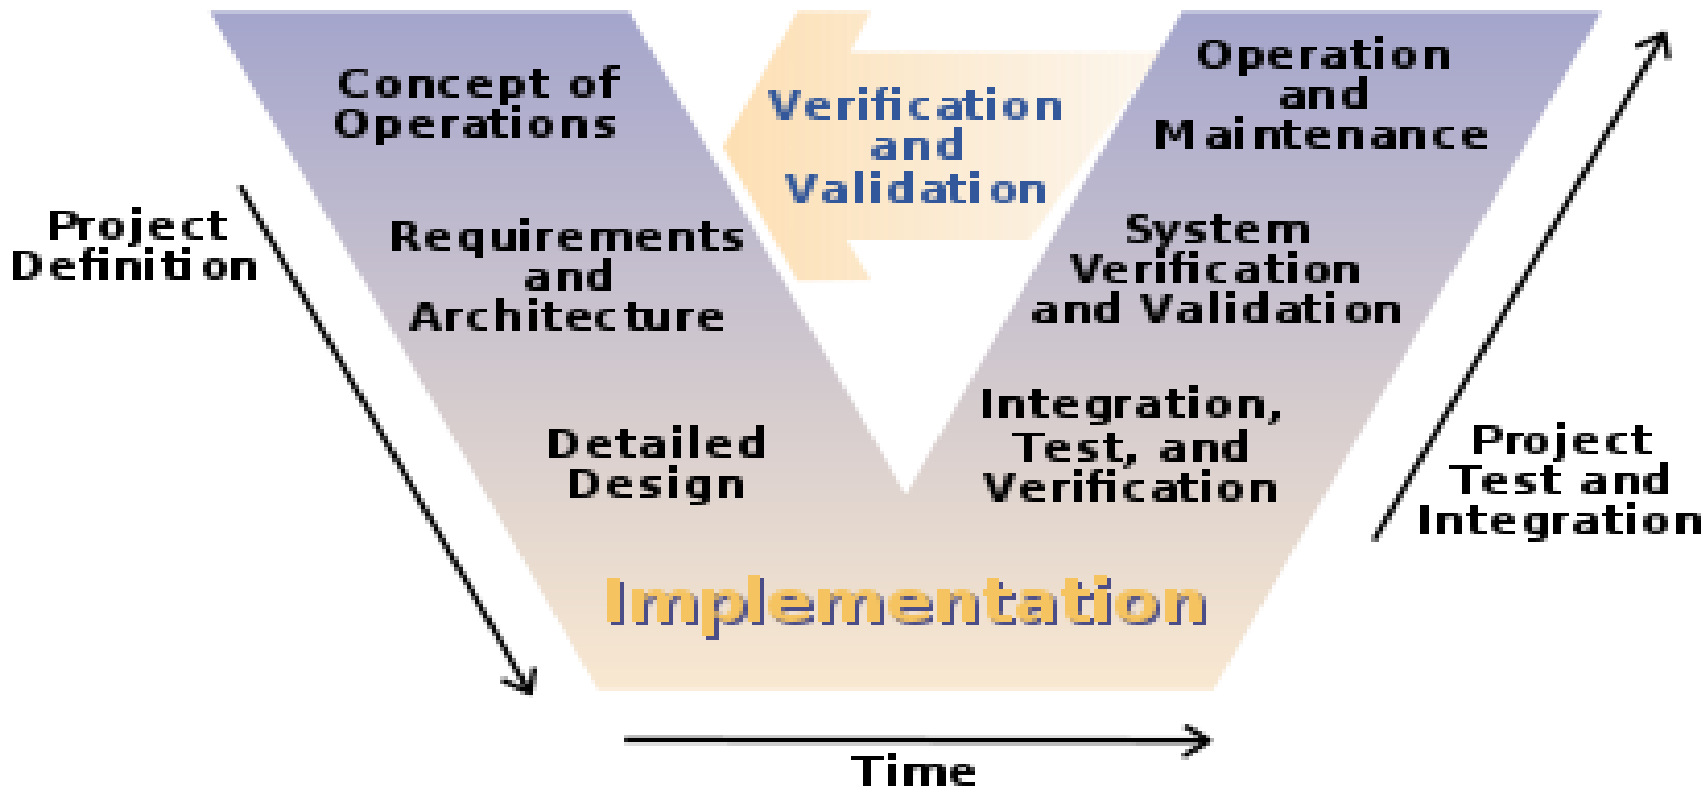 Concept of
Operations
Verification
and
Validation
Operation
and
Maintenance
Project
Definition
Requirements
and
Architecture
System
Verification
and Validation
Detailed
Design
Integration,
Test, and
Verification
Project
Test and
Integration
Implementation
Time